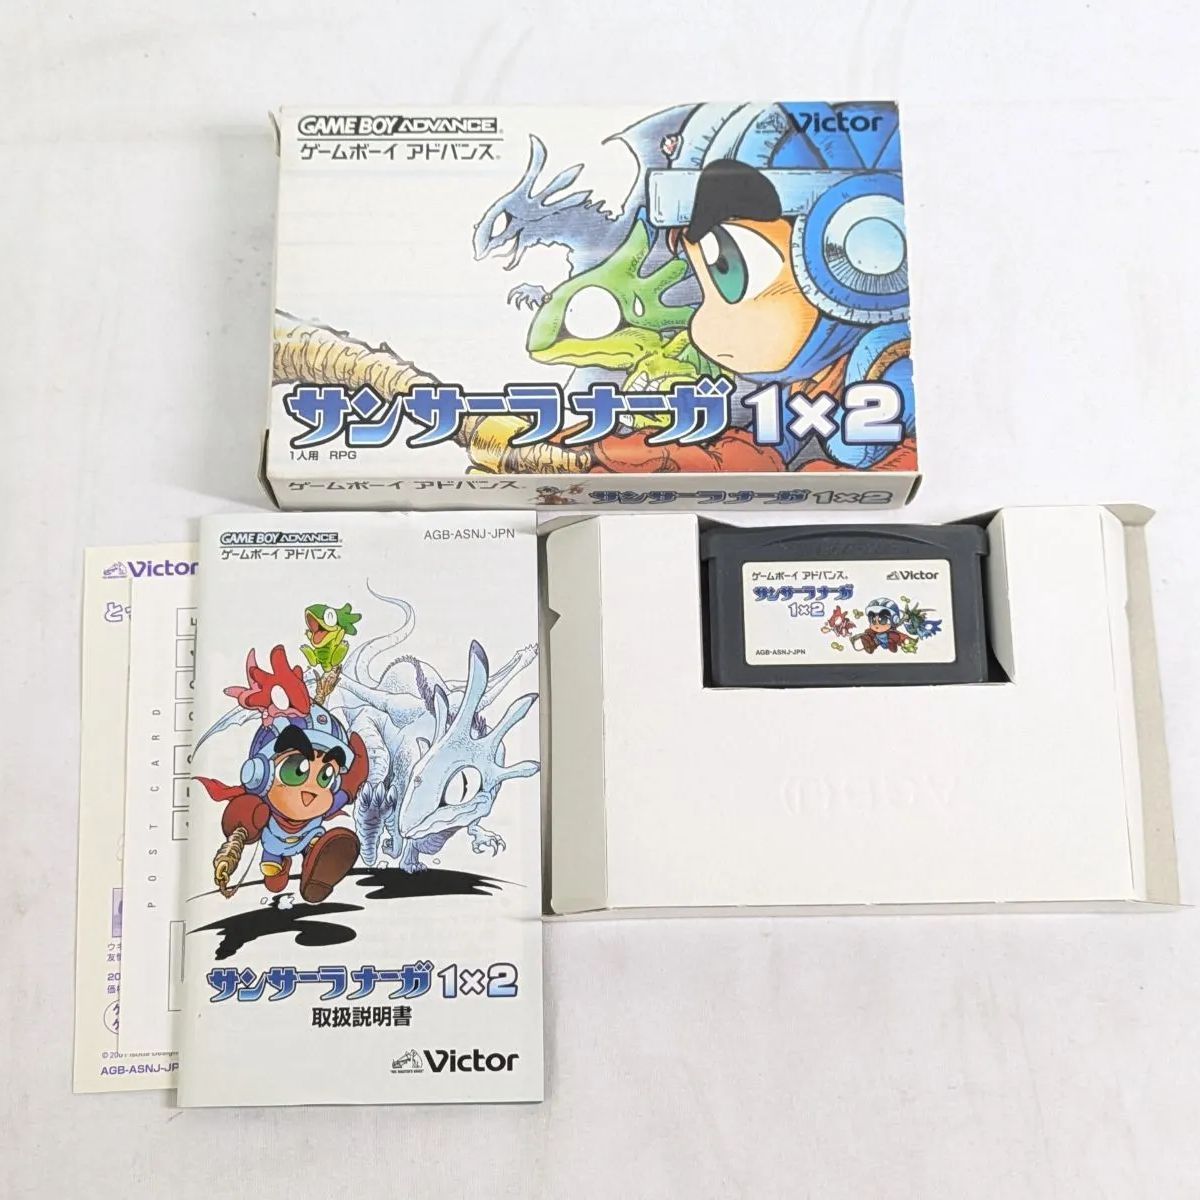 GAME BOY ADVANCE
ゲームボーイ アドバンス®
Victor
サンサーラ ナーガ 1×2
1人用 RPG
ゲームボーイ アドバンス®
サンサーラ ナーガ 1×2
Victor
POST CARD
© 2001
AGB-ASNJ-JP
GAME BOY ADVANCE
ゲームボーイ アドバンス®
AGB-ASNJ-JPN
サンサーラ ナーガ 1×2
取扱説明書
Victor
ゲームボーイ アドバンス®
Victor
サンサーラ ナーガ
1×2
AGB-ASNJ-JPN